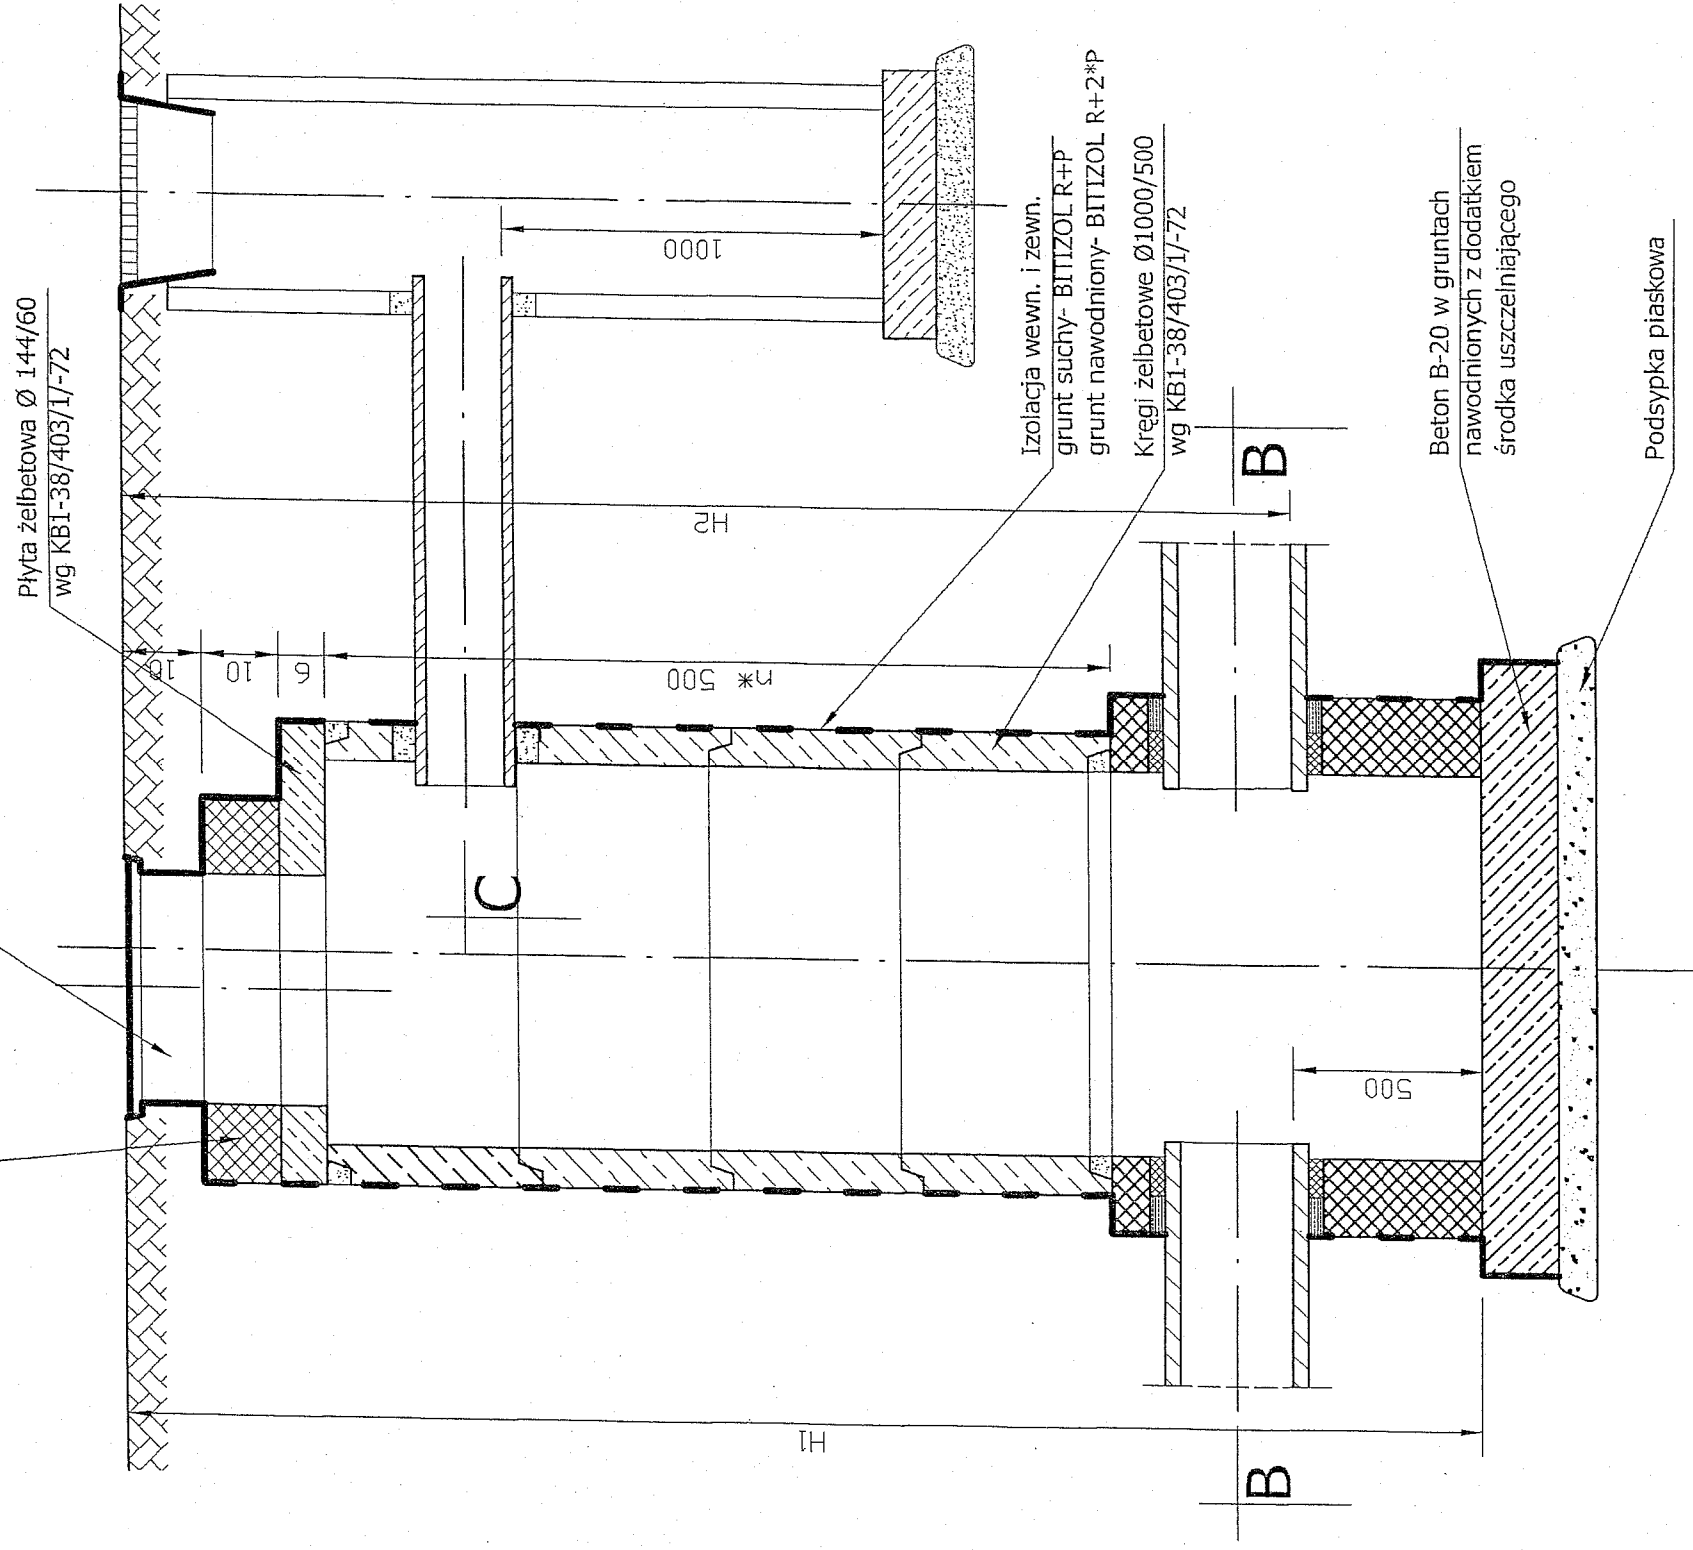 Płyta żelbetowa Ø 144/60
wg KB1-38/403/1/-72
10
10
6
n* 500
H2
1000
Izolacja wewn. i zewn.
grunt suchy- BITIZOL R+P
grunt nawodniony- BITIZOL R+2*P
Kręgi żelbetowe Ø1000/500
wg KB1-38/403/1/-72
C
B
Beton B-20 w gruntach
nawodnionych z dodatkiem
środka uszczelniającego
Podsypka piaskowa
500
H1
B